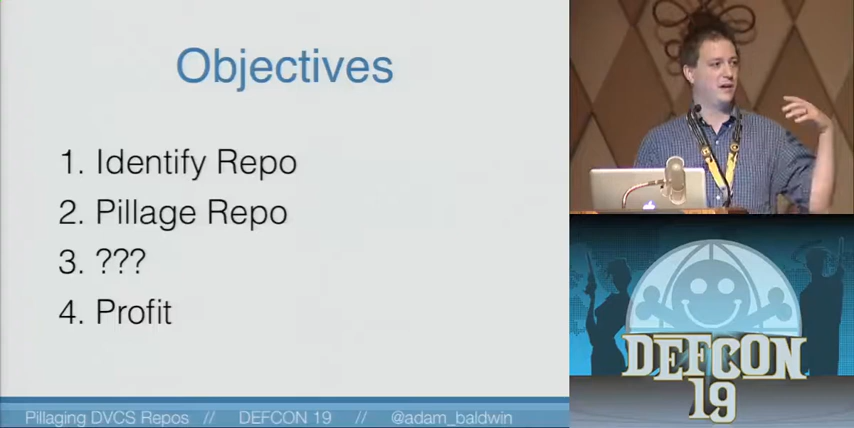 Objectives
1. Identify Repo
2. Pillage Repo
3. ???
4. Profit
Pillaging DVCS Repos // DEFCON 19 // @adam_baldwin
DEFCON
19